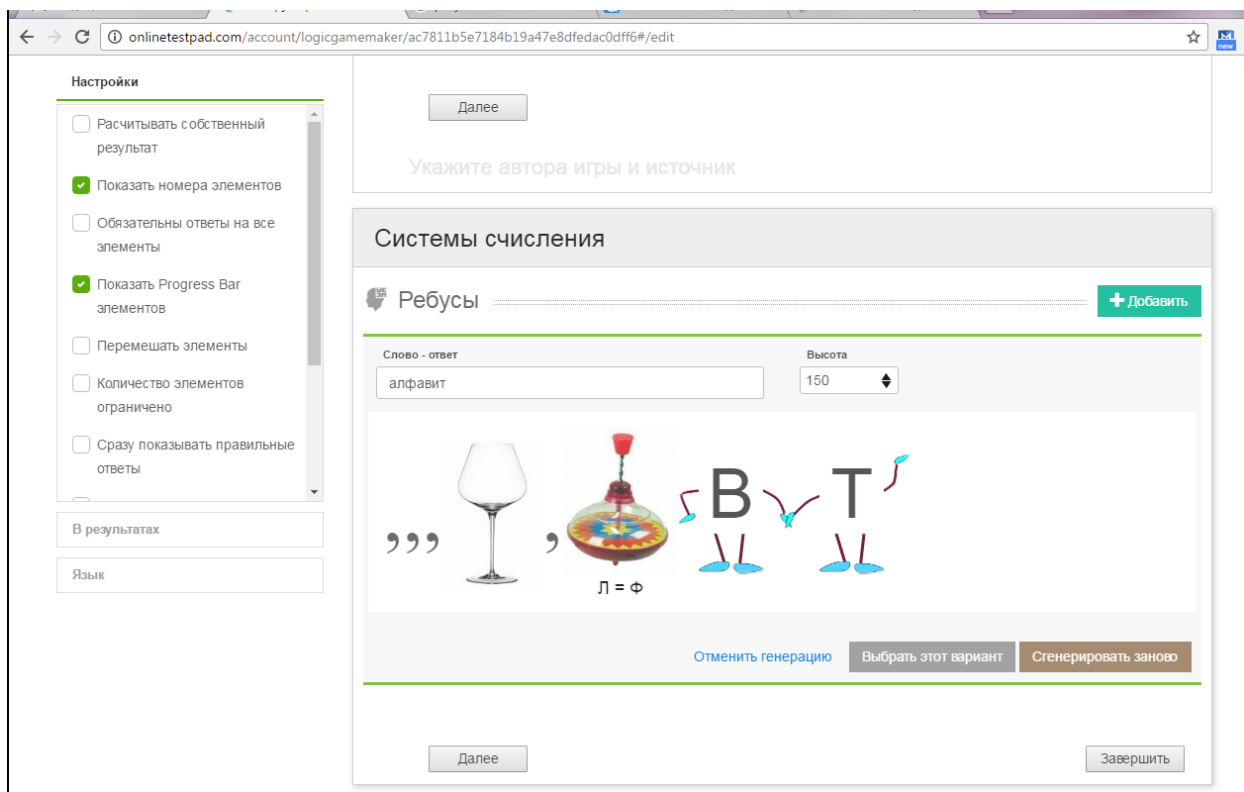 onlinetestpad.com/account/logicgamemaker/ac7811b5e7184b19a47e8dfedac0dff6#/edit
new
Настройки
Расчитывать собственный
результат
Показать номера элементов
Обязательны ответы на все
элементы
Показать Progress Bar
элементов
Перемешать элементы
Количество элементов
ограничено
Сразу показывать правильные
ответы
В результатах
Язык
Далее
Укажите автора игры и источник
Системы счисления
Ребусы
Добавить
Слово - ответ
Высота
алфавит
150
,,, , В Т
Л = Ф
Отменить генерацию
Выбрать этот вариант
Сгенерировать заново
Далее
Завершить